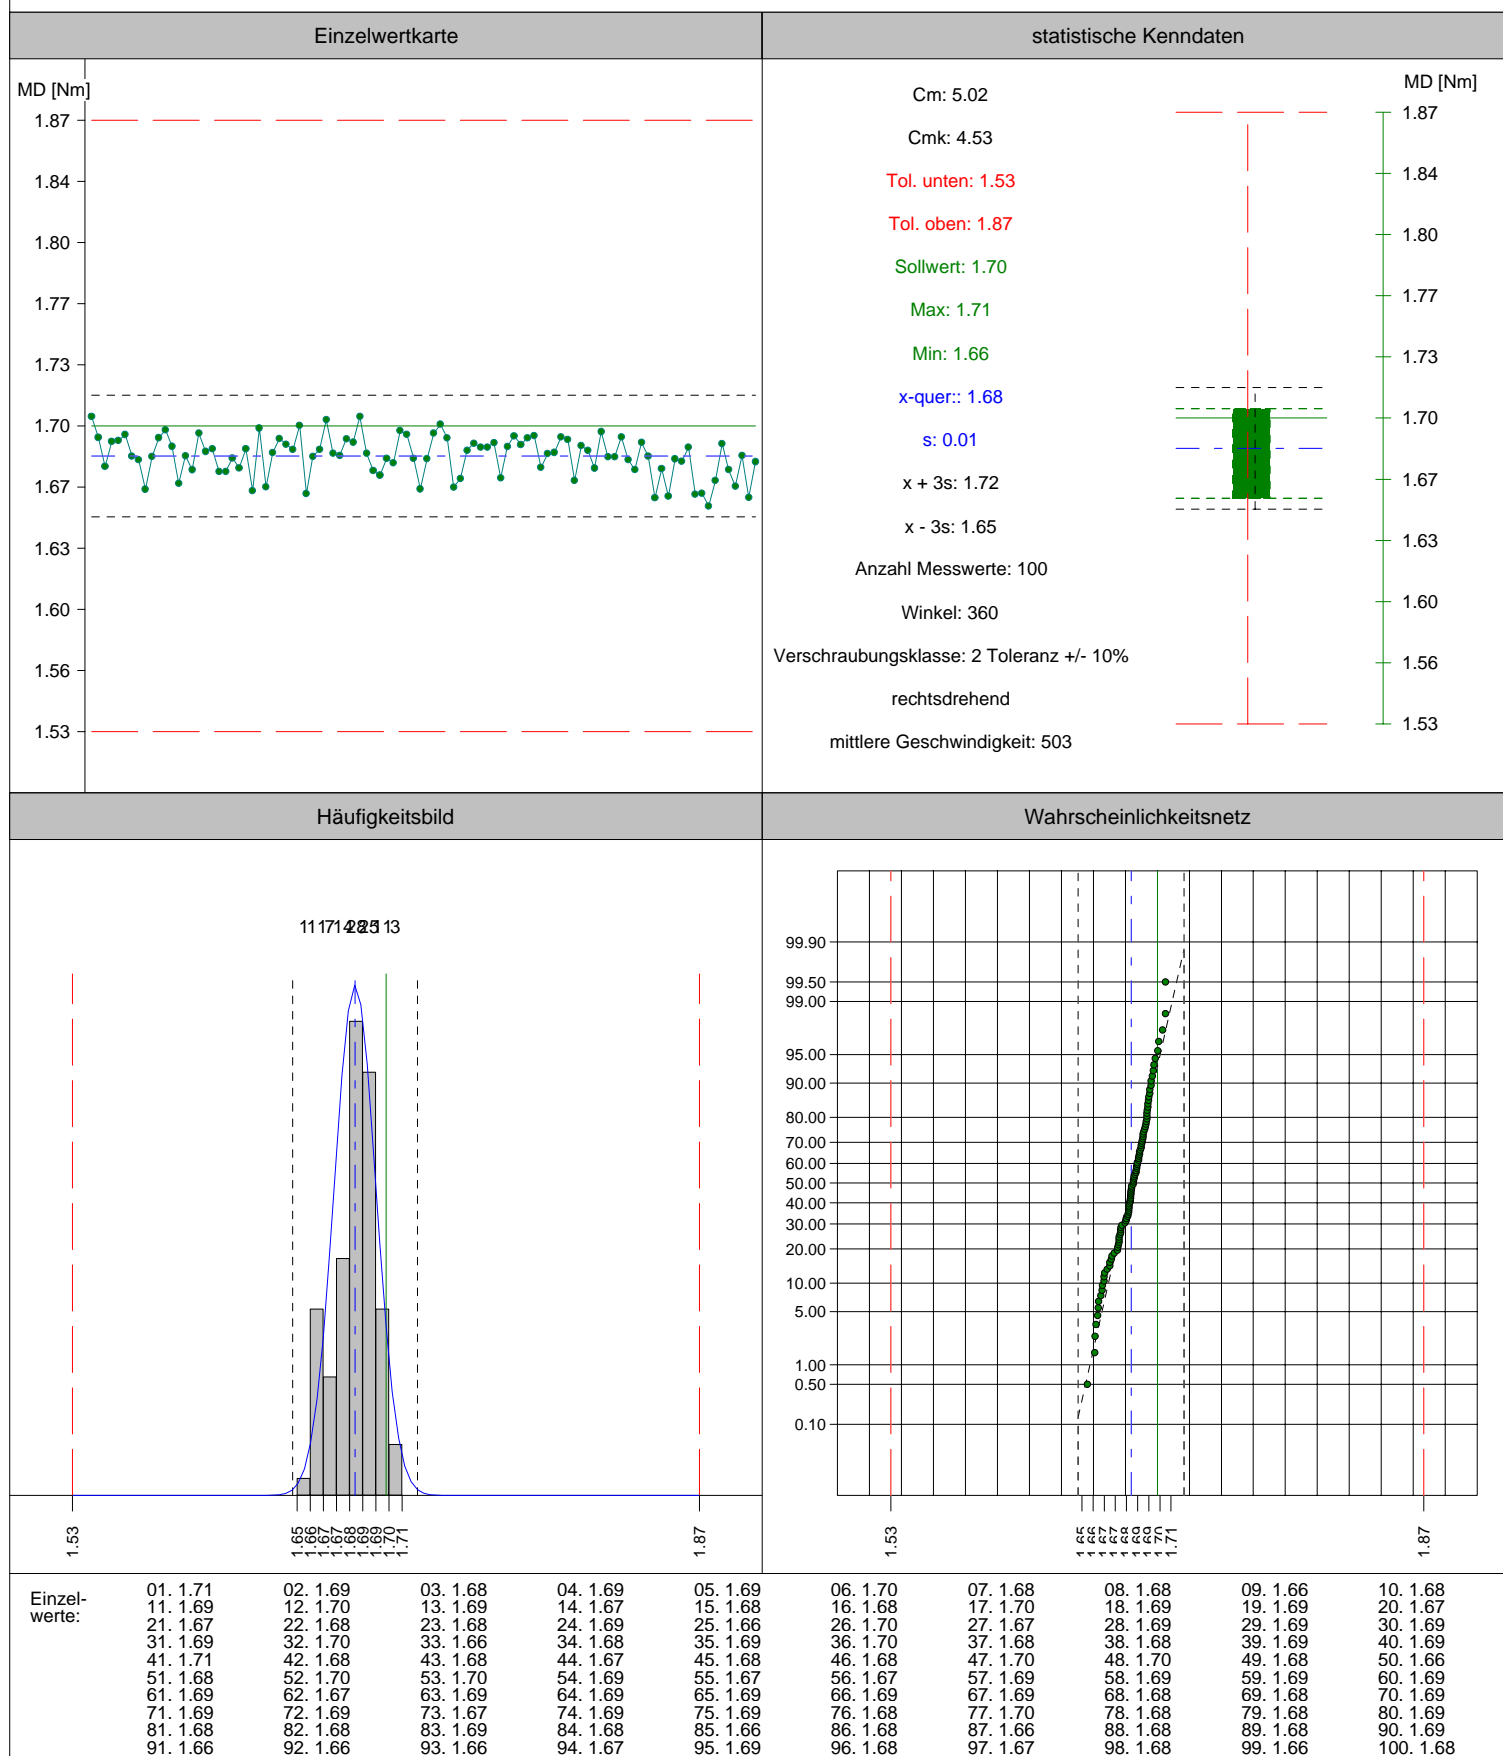 Einzelwertkarte
statistische Kenndaten
MD [Nm]
1.87
1.84
1.80
1.77
1.73
1.70
1.67
1.63
1.60
1.56
1.53
Cm: 5.02
Cmk: 4.53
Tol. unten: 1.53
Tol. oben: 1.87
Sollwert: 1.70
Max: 1.71
Min: 1.66
x-quer:: 1.68
s: 0.01
x + 3s: 1.72
x - 3s: 1.65
Anzahl Messwerte: 100
Winkel: 360
Verschraubungsklasse: 2 Toleranz +/- 10%
rechtsdrehend
mittlere Geschwindigkeit: 503
MD [Nm]
1.87
1.84
1.80
1.77
1.73
1.70
1.67
1.63
1.60
1.56
1.53
Häufigkeitsbild
Wahrscheinlichkeitsnetz
1.53
1.65
1.66
1.67
1.67
1.68
1.69
1.69
1.70
1.71
1.87
99.90
99.50
99.00
95.00
90.00
80.00
70.00
60.00
50.00
40.00
30.00
20.00
10.00
5.00
1.00
0.50
0.10
1.53
1.65
1.66
1.67
1.67
1.68
1.69
1.69
1.70
1.71
1.87
Einzel-
werte:
01. 1.71 02. 1.69 03. 1.68 04. 1.69 05. 1.69 06. 1.70 07. 1.68 08. 1.68 09. 1.66 10. 1.68
11. 1.69 12. 1.70 13. 1.69 14. 1.67 15. 1.68 16. 1.68 17. 1.70 18. 1.69 19. 1.69 20. 1.67
21. 1.67 22. 1.68 23. 1.68 24. 1.69 25. 1.66 26. 1.70 27. 1.67 28. 1.69 29. 1.69 30. 1.69
31. 1.69 32. 1.70 33. 1.66 34. 1.68 35. 1.69 36. 1.70 37. 1.68 38. 1.68 39. 1.69 40. 1.69
41. 1.71 42. 1.68 43. 1.68 44. 1.67 45. 1.68 46. 1.68 47. 1.70 48. 1.70 49. 1.68 50. 1.66
51. 1.68 52. 1.70 53. 1.70 54. 1.69 55. 1.67 56. 1.67 57. 1.69 58. 1.69 59. 1.69 60. 1.69
61. 1.69 62. 1.67 63. 1.69 64. 1.69 65. 1.69 66. 1.69 67. 1.69 68. 1.68 69. 1.68 70. 1.69
71. 1.69 72. 1.69 73. 1.67 74. 1.69 75. 1.69 76. 1.68 77. 1.70 78. 1.68 79. 1.68 80. 1.69
81. 1.68 82. 1.68 83. 1.69 84. 1.68 85. 1.66 86. 1.68 87. 1.66 88. 1.68 89. 1.68 90. 1.69
91. 1.66 92. 1.66 93. 1.66 94. 1.67 95. 1.69 96. 1.68 97. 1.67 98. 1.68 99. 1.66 100. 1.68